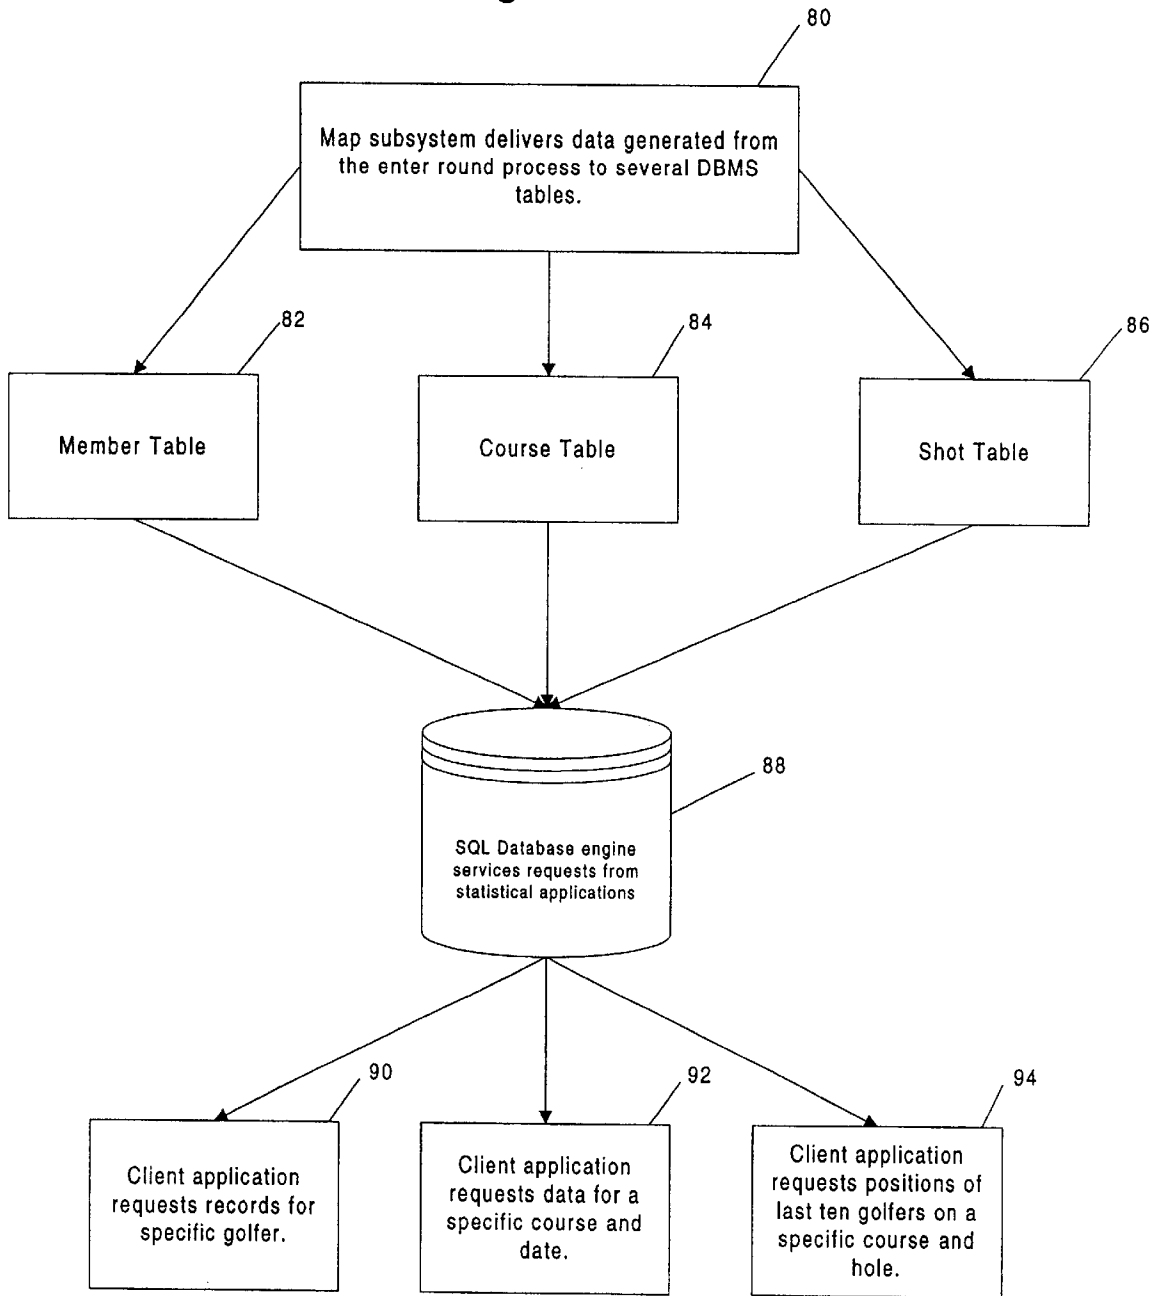 80
Map subsystem delivers data generated from
the enter round process to several DBMS
tables.
82
84
86
Member Table
Course Table
Shot Table
88
SQL Database engine
services requests from
statistical applications
90
92
94
Client application
requests records for
specific golfer.
Client application
requests data for a
specific course and
date.
Client application
requests positions of
last ten golfers on a
specific course and
hole.